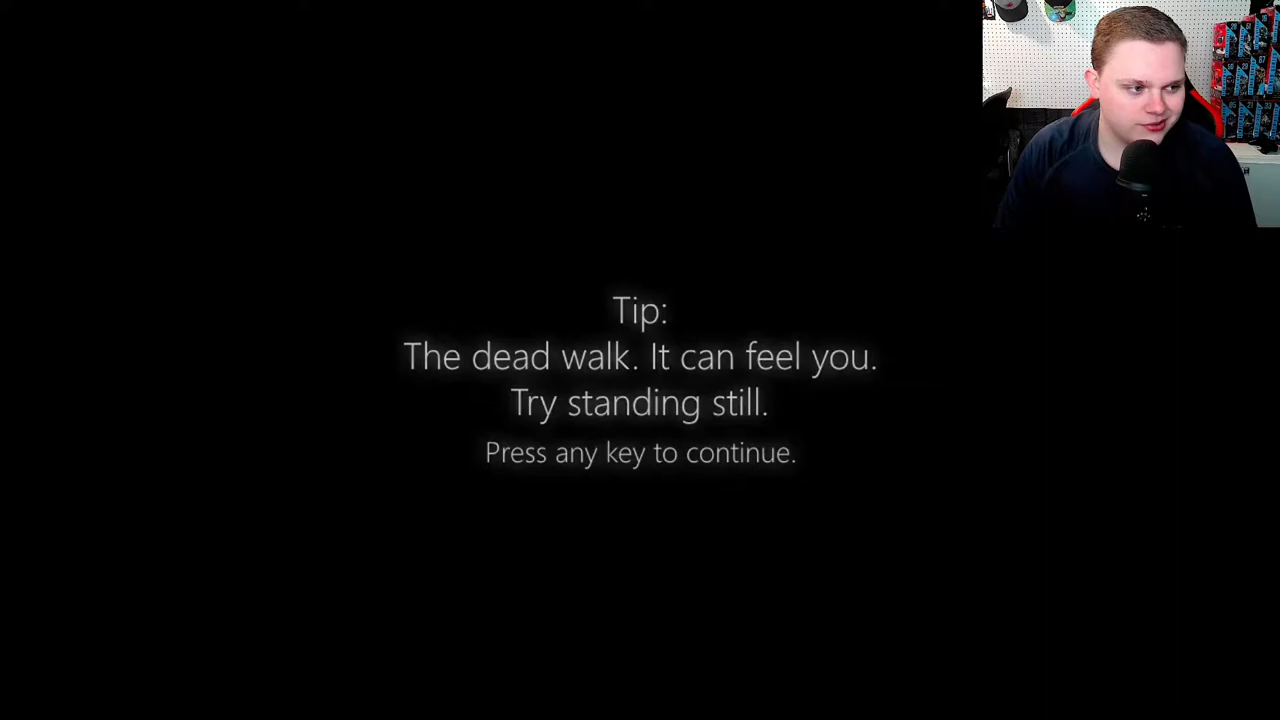 Tip:
The dead walk. It can feel you.
Try standing still.
Press any key to continue.